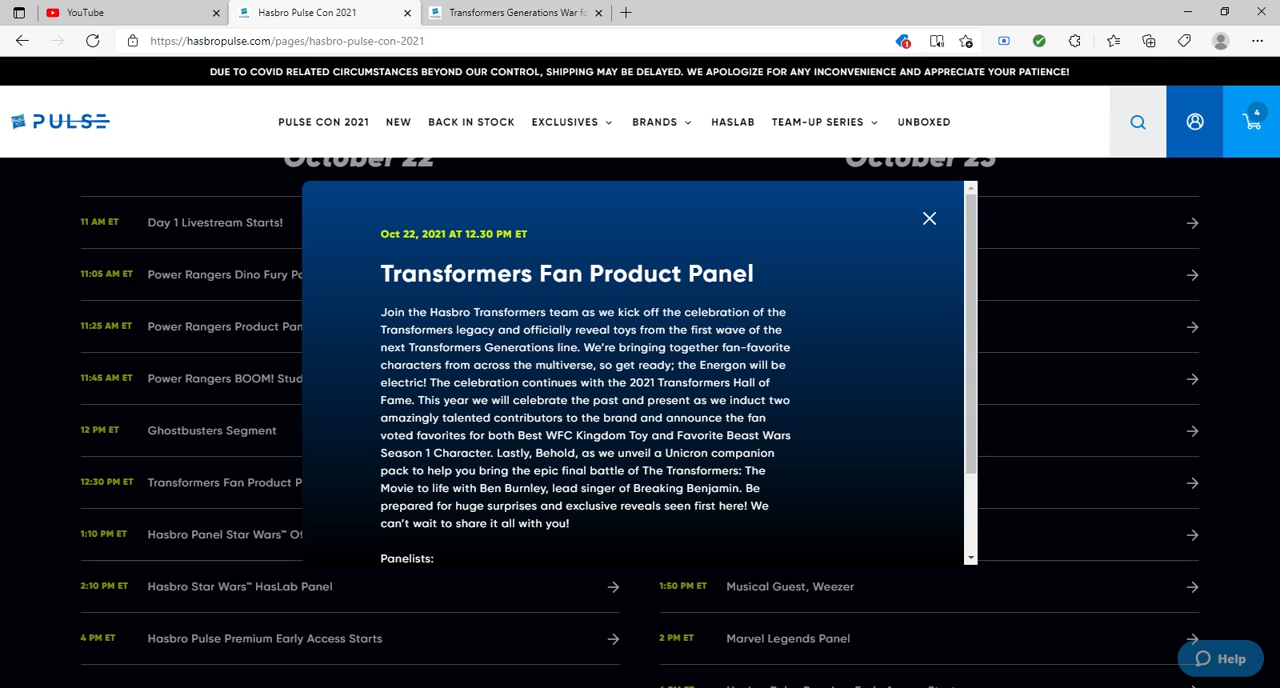 YouTube
Hasbro Pulse Con 2021
Transformers Generations War fo
https://hasbropulse.com/pages/hasbro-pulse-con-2021
1
DUE TO COVID RELATED CIRCUMSTANCES BEYOND OUR CONTROL, SHIPPING MAY BE DELAYED. WE APOLOGIZE FOR ANY INCONVENIENCE AND APPRECIATE YOUR PATIENCE!
PULSE
PULSE CON 2021 NEW BACK IN STOCK EXCLUSIVES BRANDS HASLAB TEAM-UP SERIES UNBOXED
4
October 22
October 23
11 AM ET Day 1 Livestream Starts!
11:05 AM ET Power Rangers Dino Fury
11:25 AM ET Power Rangers Product Pan
11:45 AM ET Power Rangers BOOM! Stud
12 PM ET Ghostbusters Segment
12:30 PM ET Transformers Fan Product P
1:10 PM ET Hasbro Panel Star Wars™
2:10 PM ET Hasbro Star Wars™ HasLab Panel
4 PM ET Hasbro Pulse Premium Early Access Starts
Oct 22, 2021 AT 12.30 PM ET
Transformers Fan Product Panel
Join the Hasbro Transformers team as we kick off the celebration of the
Transformers legacy and officially reveal toys from the first wave of the
next Transformers Generations line. We're bringing together fan-favorite
characters from across the multiverse, so get ready; the Energon will be
electric! The celebration continues with the 2021 Transformers Hall of
Fame. This year we will celebrate the past and present as we induct two
amazingly talented contributors to the brand and announce the fan
voted favorites for both Best WFC Kingdom Toy and Favorite Beast Wars
Season 1 Character. Lastly, Behold, as we unveil a Unicron companion
pack to help you bring the epic final battle of The Transformers: The
Movie to life with Ben Burnley, lead singer of Breaking Benjamin. Be
prepared for huge surprises and exclusive reveals seen first here! We
can't wait to share it all with you!
Panelists:
1:50 PM ET Musical Guest, Weezer
2 PM ET Marvel Legends Panel
Help